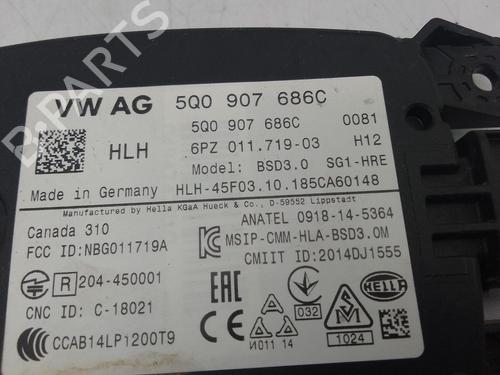 VW AG 5Q0 907 686C
5Q0 907 686C 0081
HLH 6PZ 011.719-03 H12
Model: BSD3.0 SG1-HRE
Made in Germany HLH-45F03.10.185CA60148
Manufactured by Hella KGaA Hueck & Co., D-59552 Lippstadt
Canada 310 ANATEL 0918-14-5364
FCC ID:NBG011719A MSIP-CMM-HLA-BSD3.0M
CMIIT ID:2014DJ1555
R 204-450001
CNC ID: C-18021 EAC 032 HELLA
CCAB14LP1200T9 И011 14 1024
B-PARTS